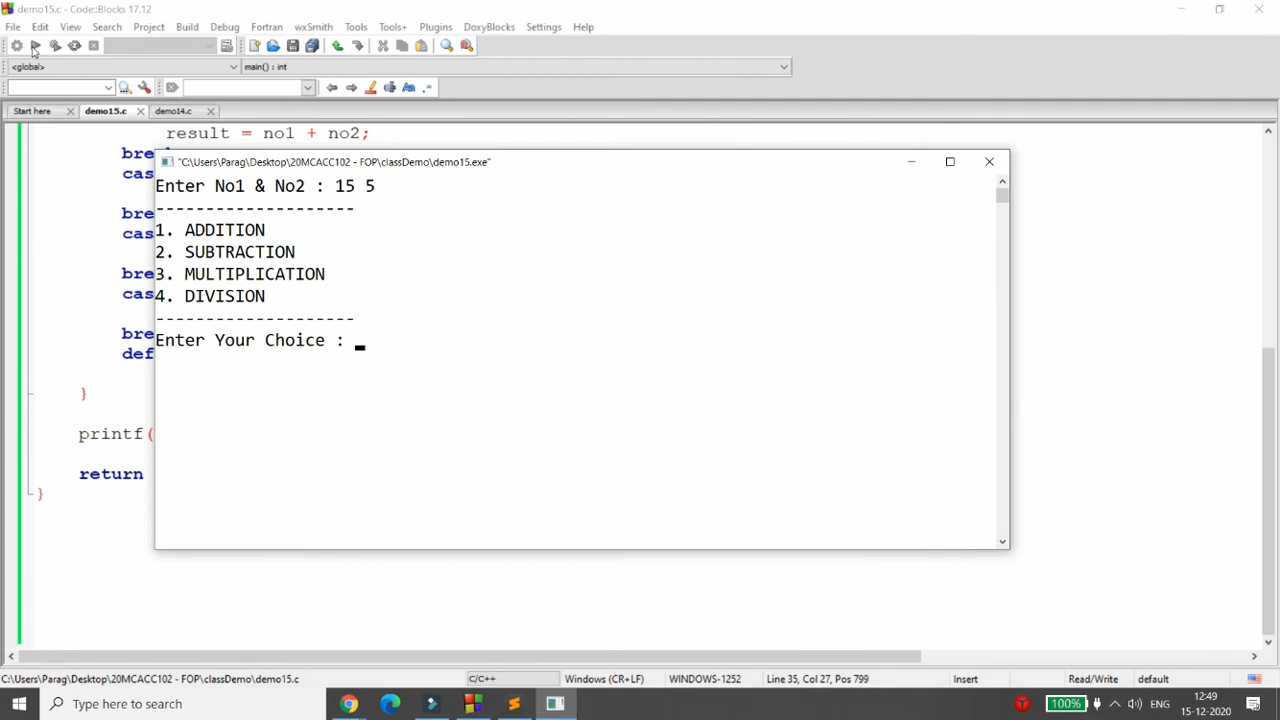 demo15.c - Code::Blocks 17.12
File Edit View Search Project Build Debug Fortran wxSmith Tools Tools+ Plugins DoxyBlocks Settings Help
<global> main() : int
Start here demo15.c demo14.c
result = no1 + no2;
"C:\Users\Parag\Desktop\20MCACC102 - FOP\classDemo\demo15.exe"
Enter No1 & No2 : 15 5
-------------------
1. ADDITION
2. SUBTRACTION
3. MULTIPLICATION
4. DIVISION
-------------------
Enter Your Choice :
brea
cas
bre
cas
bre
cas
bre
def
}
printf(
return
}
C:\Users\Parag\Desktop\20MCACC102 - FOP\classDemo\demo15.c C/C++ Windows (CR+LF) WINDOWS-1252 Line 35, Col 27, Pos 799 Insert Read/Write default
Type here to search 100% ENG 12:49
15-12-2020